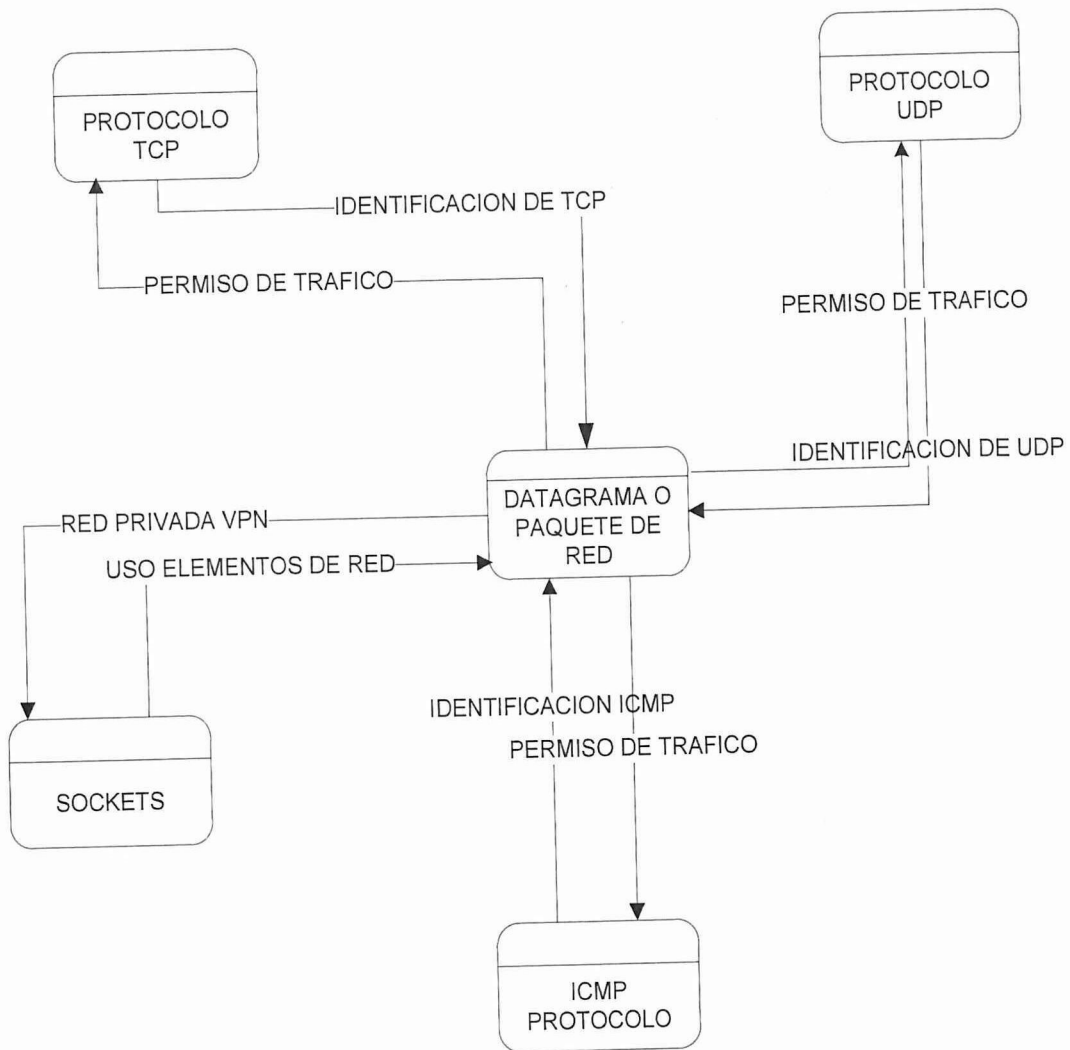 PROTOCOLO
UDP
PROTOCOLO
TCP
IDENTIFICACION DE TCP
PERMISO DE TRAFICO
PERMISO DE TRAFICO
IDENTIFICACION DE UDP
DATAGRAMA O
PAQUETE DE
RED
RED PRIVADA VPN
USO ELEMENTOS DE RED
IDENTIFICACION ICMP
PERMISO DE TRAFICO
SOCKETS
ICMP
PROTOCOLO